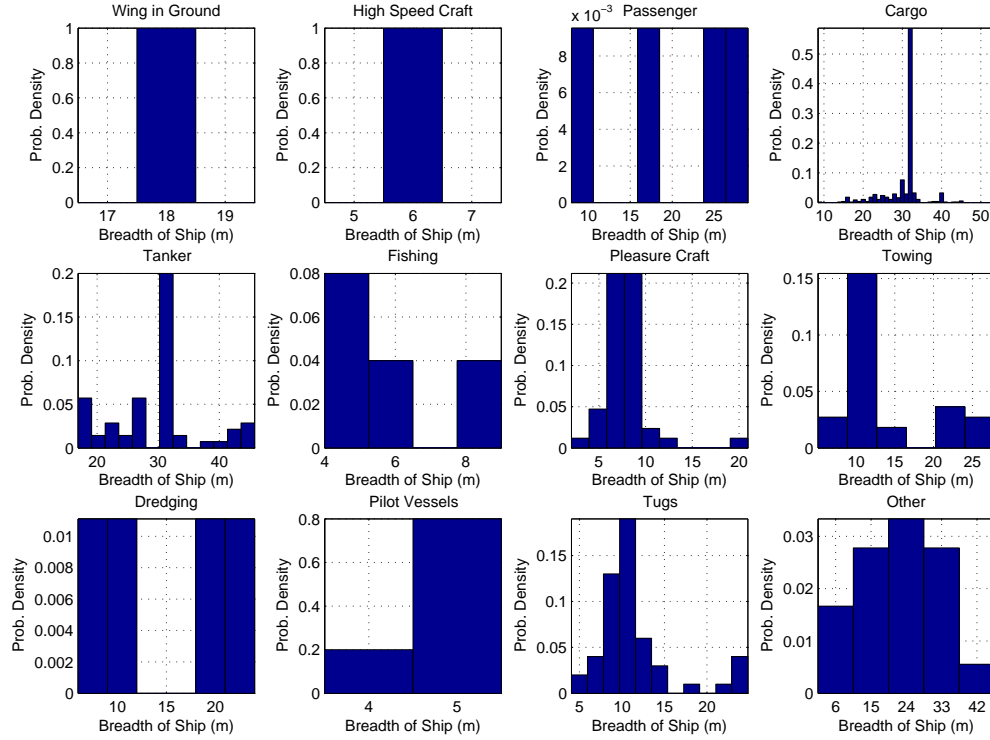 Wing in Ground
Prob. Density
1
0.8
0.6
0.4
0.2
0
17 18 19
Breadth of Ship (m)
High Speed Craft
Prob. Density
1
0.8
0.6
0.4
0.2
0
5 6 7
Breadth of Ship (m)
Passenger
x 10^-3
Prob. Density
8
6
4
2
0
10 15 20 25
Breadth of Ship (m)
Cargo
Prob. Density
0.5
0.4
0.3
0.2
0.1
0
10 20 30 40 50
Breadth of Ship (m)
Tanker
Prob. Density
0.2
0.15
0.1
0.05
0
20 30 40
Breadth of Ship (m)
Fishing
Prob. Density
0.08
0.06
0.04
0.02
0
4 6 8
Breadth of Ship (m)
Pleasure Craft
Prob. Density
0.2
0.15
0.1
0.05
0
5 10 15 20
Breadth of Ship (m)
Towing
Prob. Density
0.15
0.1
0.05
0
10 15 20 25
Breadth of Ship (m)
Dredging
Prob. Density
0.01
0.008
0.006
0.004
0.002
0
10 15 20
Breadth of Ship (m)
Pilot Vessels
Prob. Density
0.8
0.6
0.4
0.2
0
4 5
Breadth of Ship (m)
Tugs
Prob. Density
0.15
0.1
0.05
0
5 10 15 20
Breadth of Ship (m)
Other
Prob. Density
0.03
0.02
0.01
0
6 15 24 33 42
Breadth of Ship (m)